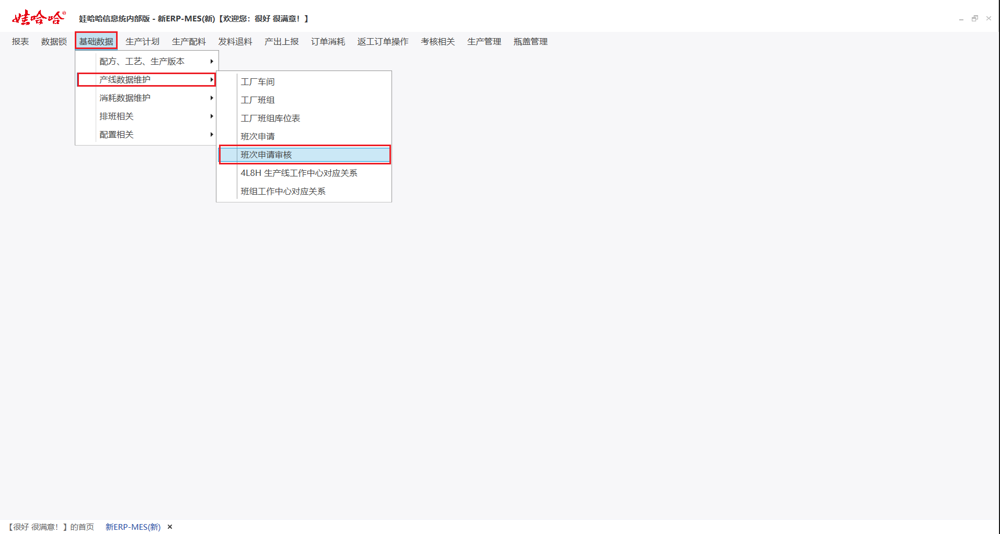 娃哈哈® 娃哈哈信息统内部版 - 新ERP-MES(新)【欢迎您：很好 很满意！】
报表 数据锁 基础数据 生产计划 生产配料 发料退料 产出上报 订单消耗 返工订单操作 考核相关 生产管理 瓶盖管理
配方、工艺、生产版本
产线数据维护
消耗数据维护
排班相关
配置相关
工厂车间
工厂班组
工厂班组库位表
班次申请
班次申请审核
4L8H 生产线工作中心对应关系
班组工作中心对应关系
【很好 很满意！】的首页 新ERP-MES(新)